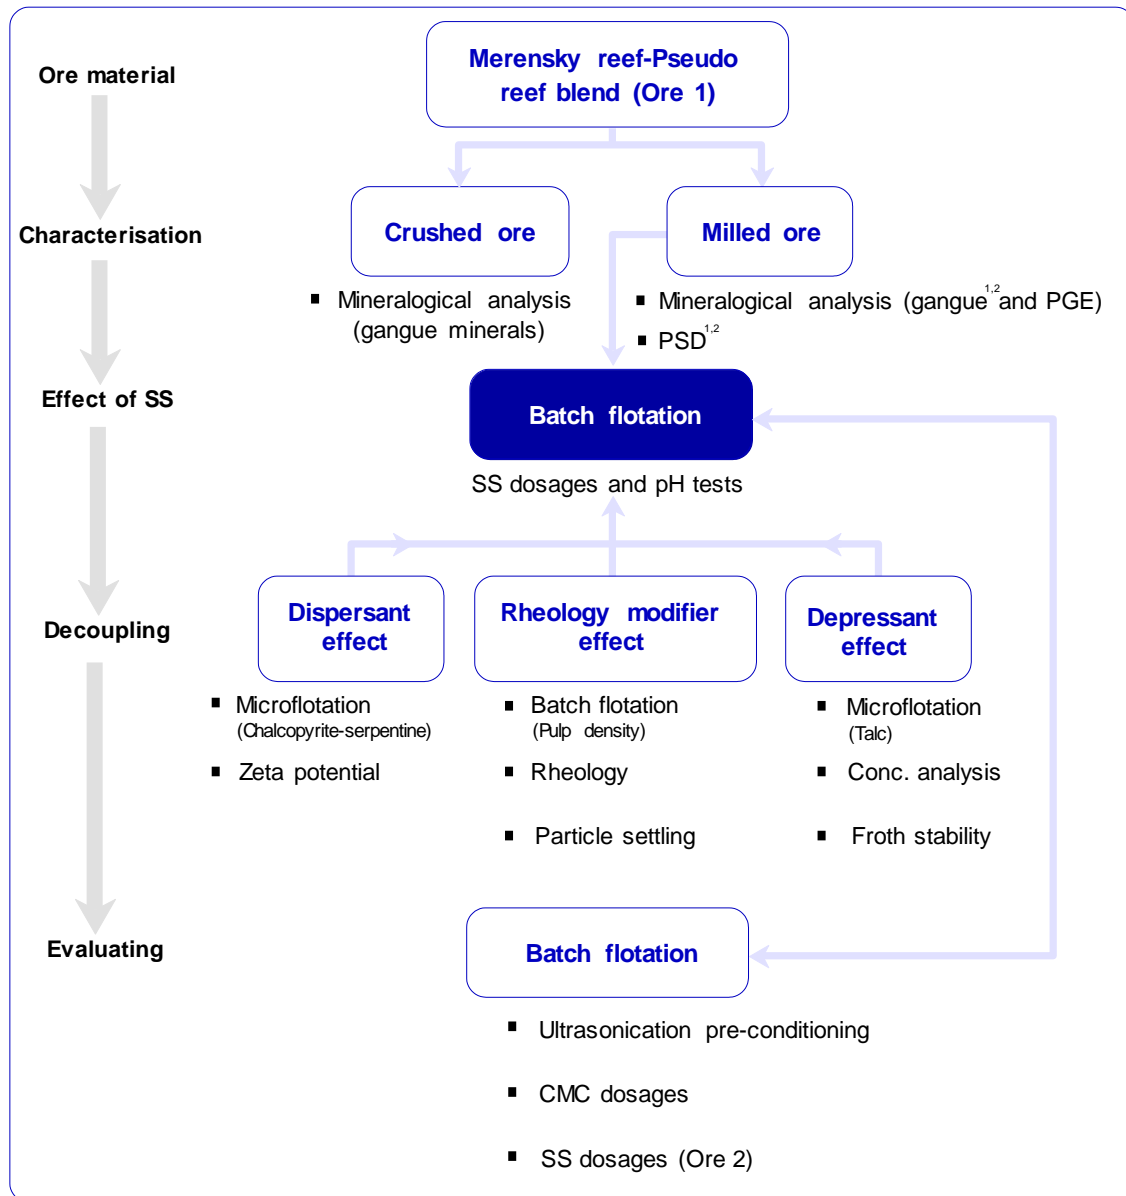 Ore material
Merensky reef-Pseudo
reef blend (Ore 1)
Characterisation
Crushed ore
Milled ore
▪ Mineralogical analysis
(gangue minerals)
▪ Mineralogical analysis (gangue1,2 and PGE)
▪ PSD1,2
Effect of SS
Batch flotation
SS dosages and pH tests
Decoupling
Dispersant
effect
Rheology modifier
effect
Depressant
effect
▪ Microflotation
(Chalcopyrite-serpentine)
▪ Zeta potential
▪ Batch flotation
(Pulp density)
▪ Rheology
▪ Particle settling
▪ Microflotation
(Talc)
▪ Conc. analysis
▪ Froth stability
Evaluating
Batch flotation
▪ Ultrasonication pre-conditioning
▪ CMC dosages
▪ SS dosages (Ore 2)